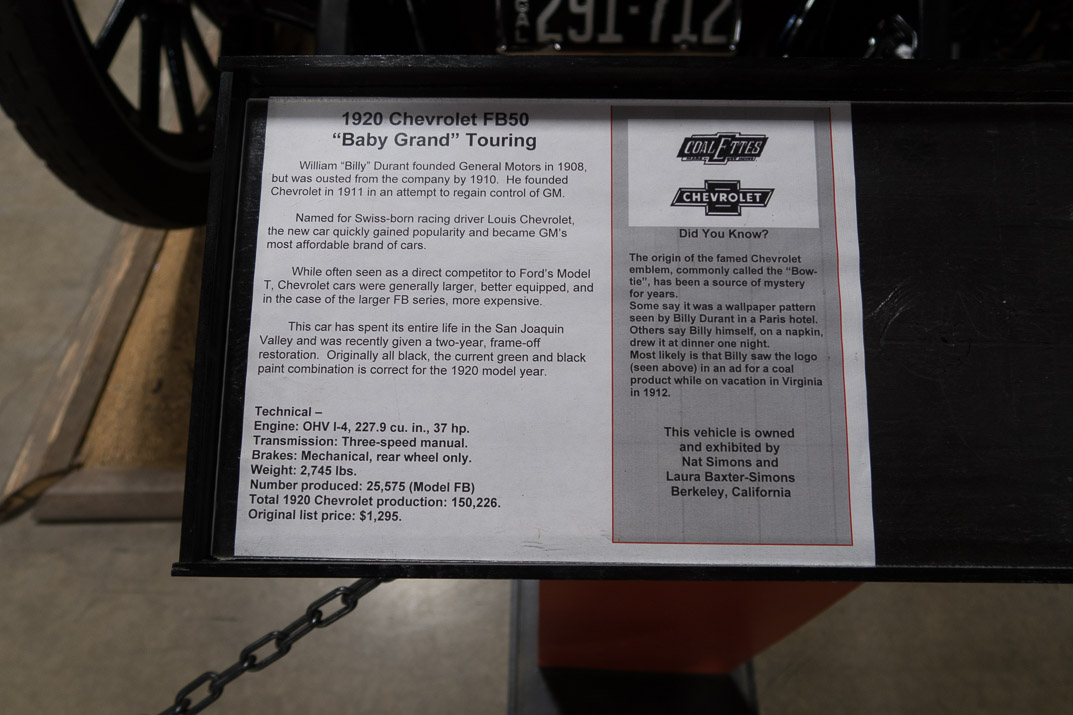 CAL
291-712
1920 Chevrolet FB50
“Baby Grand” Touring
William “Billy” Durant founded General Motors in 1908,
but was ousted from the company by 1910. He founded
Chevrolet in 1911 in an attempt to regain control of GM.
Named for Swiss-born racing driver Louis Chevrolet,
the new car quickly gained popularity and became GM’s
most affordable brand of cars.
While often seen as a direct competitor to Ford’s Model
T, Chevrolet cars were generally larger, better equipped, and
in the case of the larger FB series, more expensive.
This car has spent its entire life in the San Joaquin
Valley and was recently given a two-year, frame-off
restoration. Originally all black, the current green and black
paint combination is correct for the 1920 model year.
Technical –
Engine: OHV I-4, 227.9 cu. in., 37 hp.
Transmission: Three-speed manual.
Brakes: Mechanical, rear wheel only.
Weight: 2,745 lbs.
Number produced: 25,575 (Model FB)
Total 1920 Chevrolet production: 150,226.
Original list price: $1,295.
COALETTES
CHEVROLET
Did You Know?
The origin of the famed Chevrolet
emblem, commonly called the “Bow-
tie”, has been a source of mystery
for years.
Some say it was a wallpaper pattern
seen by Billy Durant in a Paris hotel.
Others say Billy himself, on a napkin,
drew it at dinner one night.
Most likely is that Billy saw the logo
(seen above) in an ad for a coal
product while on vacation in Virginia
in 1912.
This vehicle is owned
and exhibited by
Nat Simons and
Laura Baxter-Simons
Berkeley, California